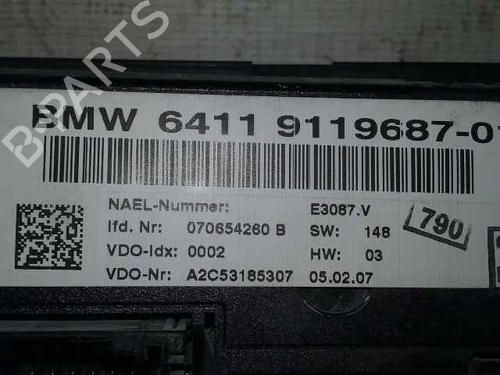 B-PARTS
BMW 6411 9119687-01
NAEL-Nummer: E3087.V
lfd. Nr: 070654260 B SW: 148 790
VDO-Idx: 0002 HW: 03
VDO-Nr: A2C53185307 05.02.07